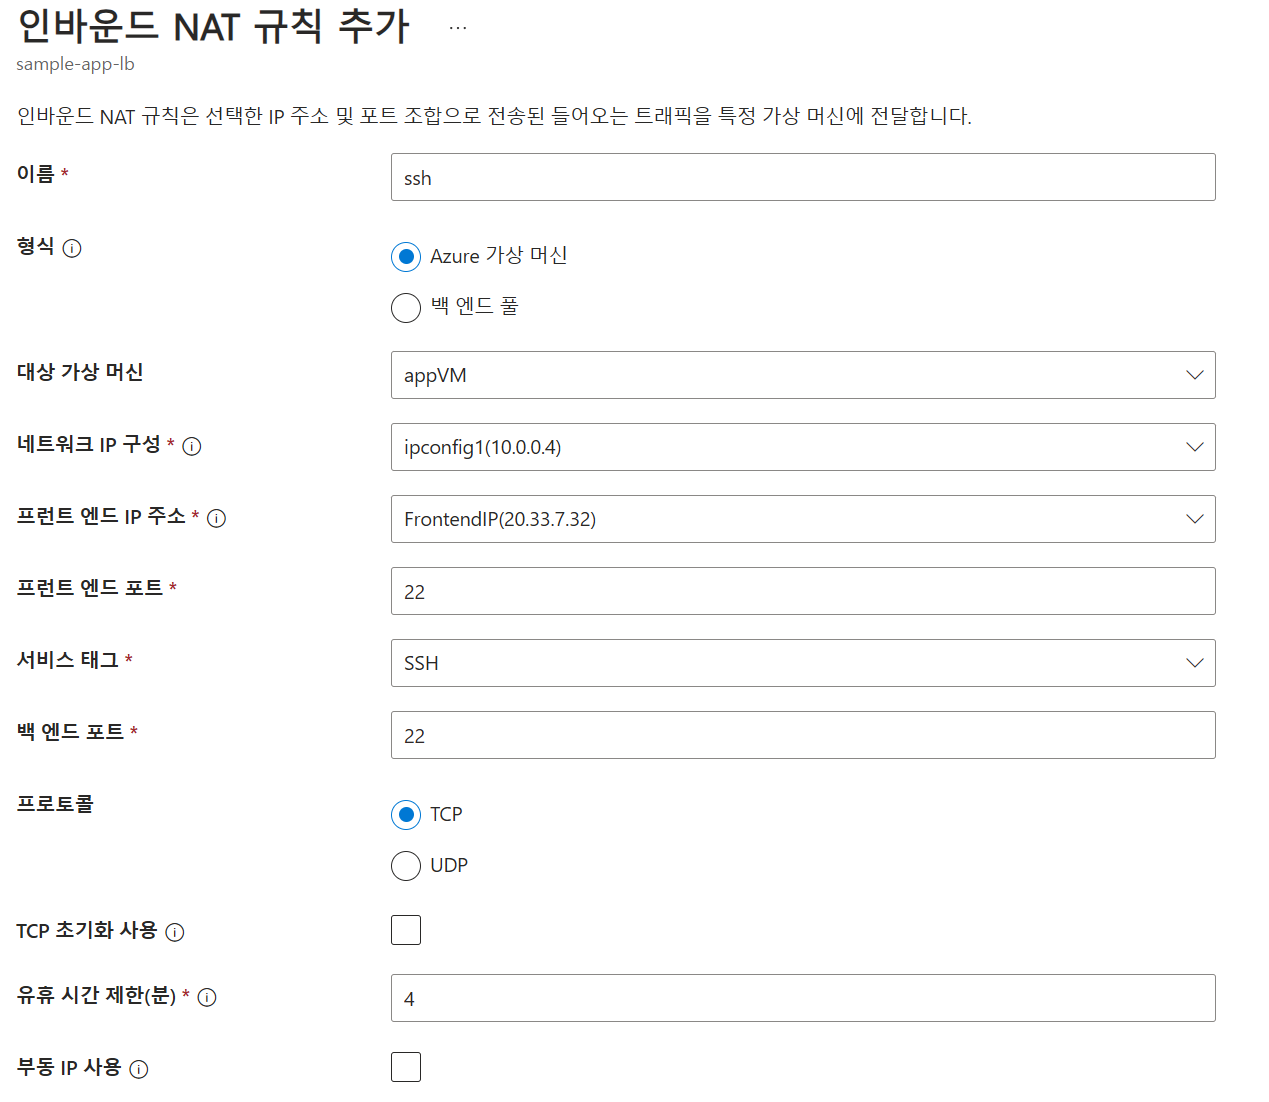 인바운드 NAT 규칙 추가 ...
sample-app-lb
인바운드 NAT 규칙은 선택한 IP 주소 및 포트 조합으로 전송된 들어오는 트래픽을 특정 가상 머신에 전달합니다.
이름 * ssh
형식 Azure 가상 머신
백 엔드 풀
대상 가상 머신 appVM
네트워크 IP 구성 * ipconfig1(10.0.0.4)
프런트 엔드 IP 주소 * FrontendIP(20.33.7.32)
프런트 엔드 포트 * 22
서비스 태그 * SSH
백 엔드 포트 * 22
프로토콜 TCP
UDP
TCP 초기화 사용
유휴 시간 제한(분) * 4
부동 IP 사용